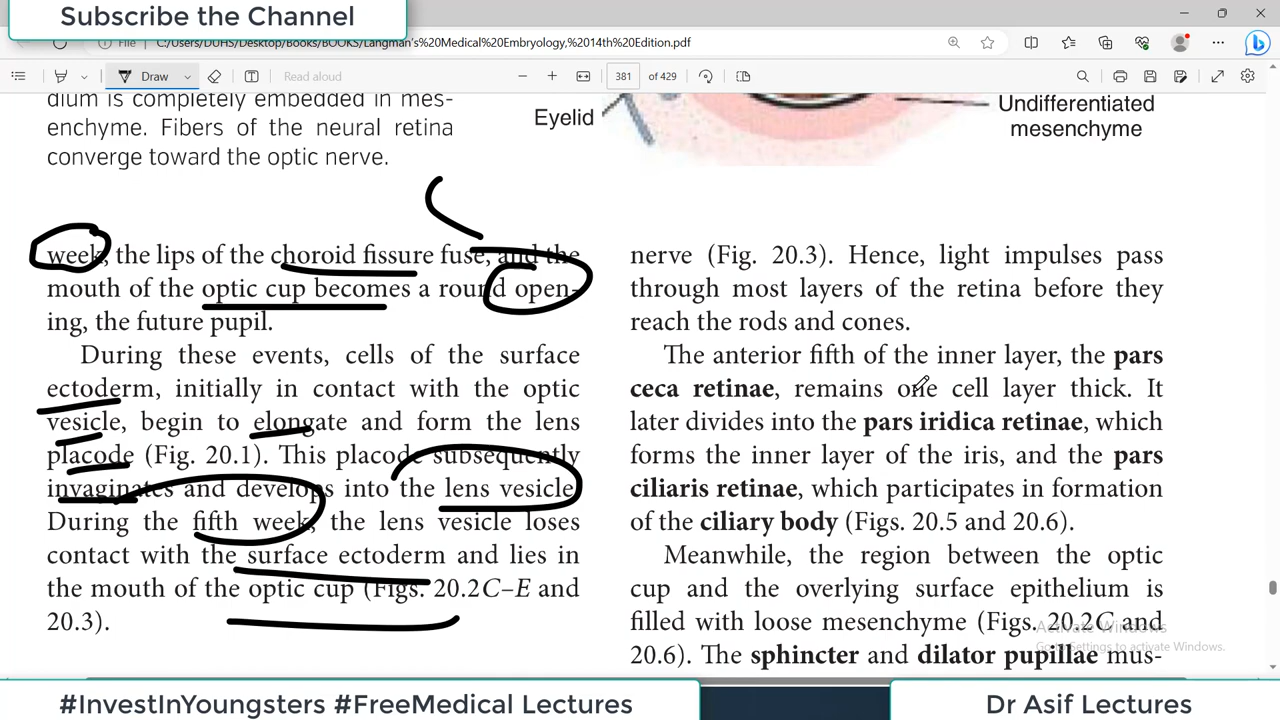 Subscribe the Channel
File
C:/Users/DUHS/Desktop/Books/BOOKS/Langman's%20Medical%20Embryology,%2014th%20Edition.pdf
Draw
Read aloud
381 of 429
dium is completely embedded in mes-
enchyme. Fibers of the neural retina
converge toward the optic nerve.
Eyelid
Undifferentiated
mesenchyme
week, the lips of the choroid fissure fuse, and the
mouth of the optic cup becomes a round open-
ing, the future pupil.
During these events, cells of the surface
ectoderm, initially in contact with the optic
vesicle, begin to elongate and form the lens
placode (Fig. 20.1). This placode subsequently
invaginates and develops into the lens vesicle.
During the fifth week, the lens vesicle loses
contact with the surface ectoderm and lies in
the mouth of the optic cup (Figs. 20.2C–E and
20.3).
nerve (Fig. 20.3). Hence, light impulses pass
through most layers of the retina before they
reach the rods and cones.
The anterior fifth of the inner layer, the pars
ceca retinae, remains one cell layer thick. It
later divides into the pars iridica retinae, which
forms the inner layer of the iris, and the pars
ciliaris retinae, which participates in formation
of the ciliary body (Figs. 20.5 and 20.6).
Meanwhile, the region between the optic
cup and the overlying surface epithelium is
filled with loose mesenchyme (Figs. 20.2C and
20.6). The sphincter and dilator pupillae mus-
Activate Windows
Go to Settings to activate Windows.
#InvestInYoungsters #FreeMedical Lectures
Dr Asif Lectures